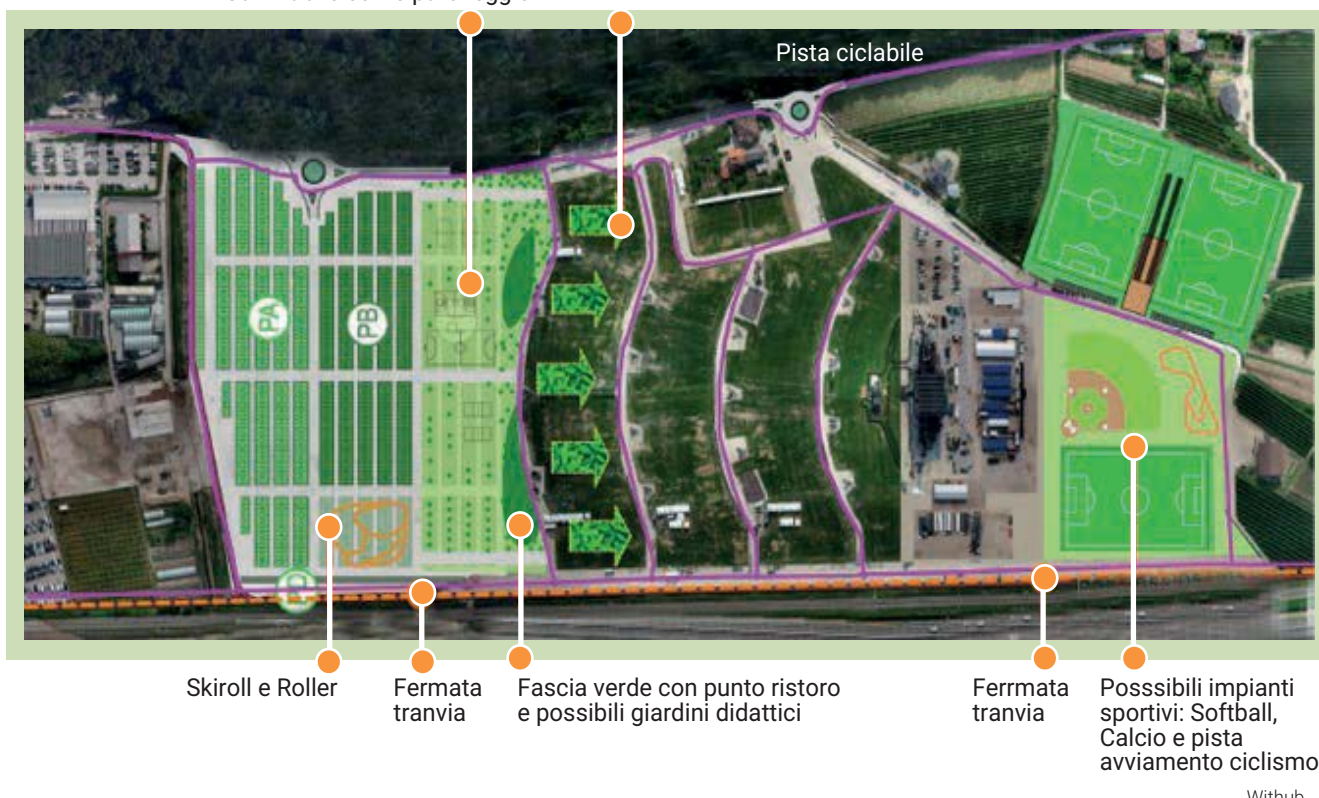 Pista ciclabile
PA
PB
Skiroll e Roller
Fermata
tranvia
Fascia verde con punto ristoro
e possibili giardini didattici
Ferrmata
tranvia
Posssibili impianti
sportivi: Softball,
Calcio e pista
avviamento ciclismo
Withub